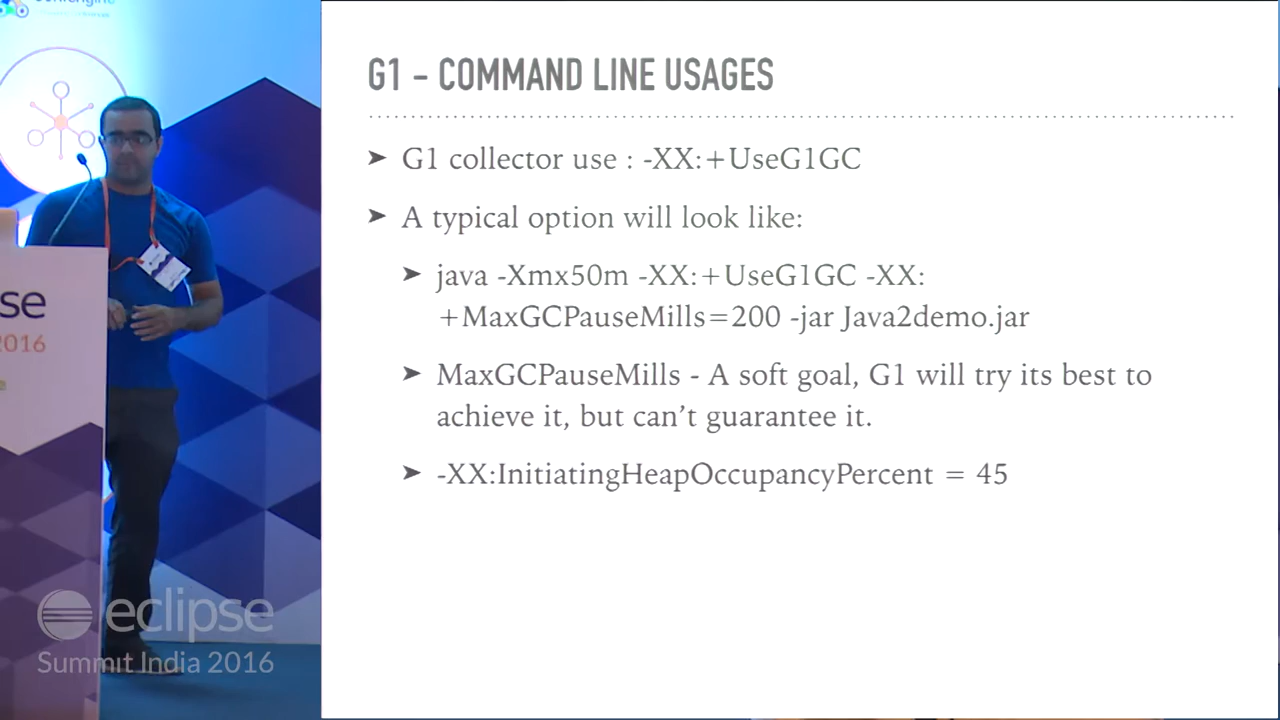 G1 - COMMAND LINE USAGES
➤ G1 collector use : -XX:+UseG1GC
➤ A typical option will look like:
➤ java -Xmx50m -XX:+UseG1GC -XX:
+MaxGCPauseMills=200 -jar Java2demo.jar
➤ MaxGCPauseMills - A soft goal, G1 will try its best to
achieve it, but can't guarantee it.
➤ -XX:InitiatingHeapOccupancyPercent = 45
se
2016
eclipse
Summit India 2016